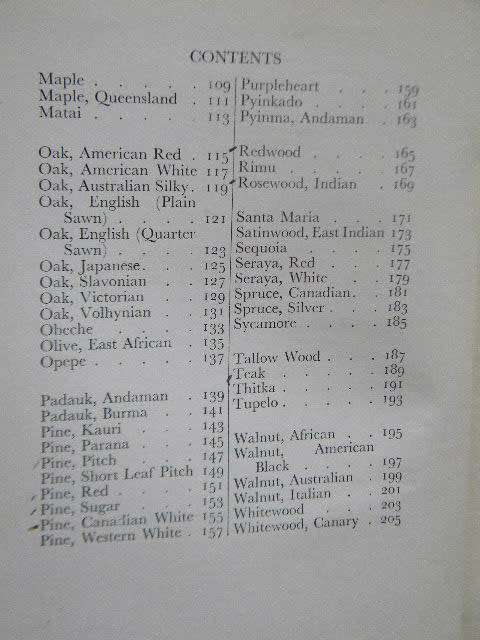 CONTENTS
Maple . . . . . 109
Maple, Queensland . 111
Matai . . . . . 113
Oak, American Red . 115
Oak, American White 117
Oak, Australian Silky. 119
Oak, English (Plain
Sawn) . . . . 121
Oak, English (Quarter
Sawn) . . . . 123
Oak, Japanese. . . 125
Oak, Slavonian . . 127
Oak, Victorian . . 129
Oak, Volhynian . . 131
Obeche . . . . 133
Olive, East African . 135
Opepe . . . . . 137
Padauk, Andaman . 139
Padauk, Burma . . 141
Pine, Kauri . . . 143
Pine, Parana . . . 145
Pine, Pitch . . . 147
Pine, Short Leaf Pitch 149
Pine, Red . . . . 151
Pine, Sugar . . . 153
Pine, Canadian White 155
Pine, Western White . 157
Purpleheart . . . 159
Pyinkado . . . . 161
Pyinma, Andaman . 163
Redwood . . . . 165
Rimu . . . . . 167
Rosewood, Indian . 169
Santa Maria . . . 171
Satinwood, East Indian 173
Sequoia . . . . 175
Seraya, Red . . . 177
Seraya, White . . 179
Spruce, Canadian. . 181
Spruce, Silver . . . 183
Sycamore . . . . 185
Tallow Wood . . . 187
Teak . . . . . 189
Thitka . . . . . 191
Tupelo . . . . . 193
Walnut, African . . 195
Walnut, American
Black . . . . 197
Walnut, Australian . 199
Walnut, Italian . . 201
Whitewood . . . 203
Whitewood, Canary . 205